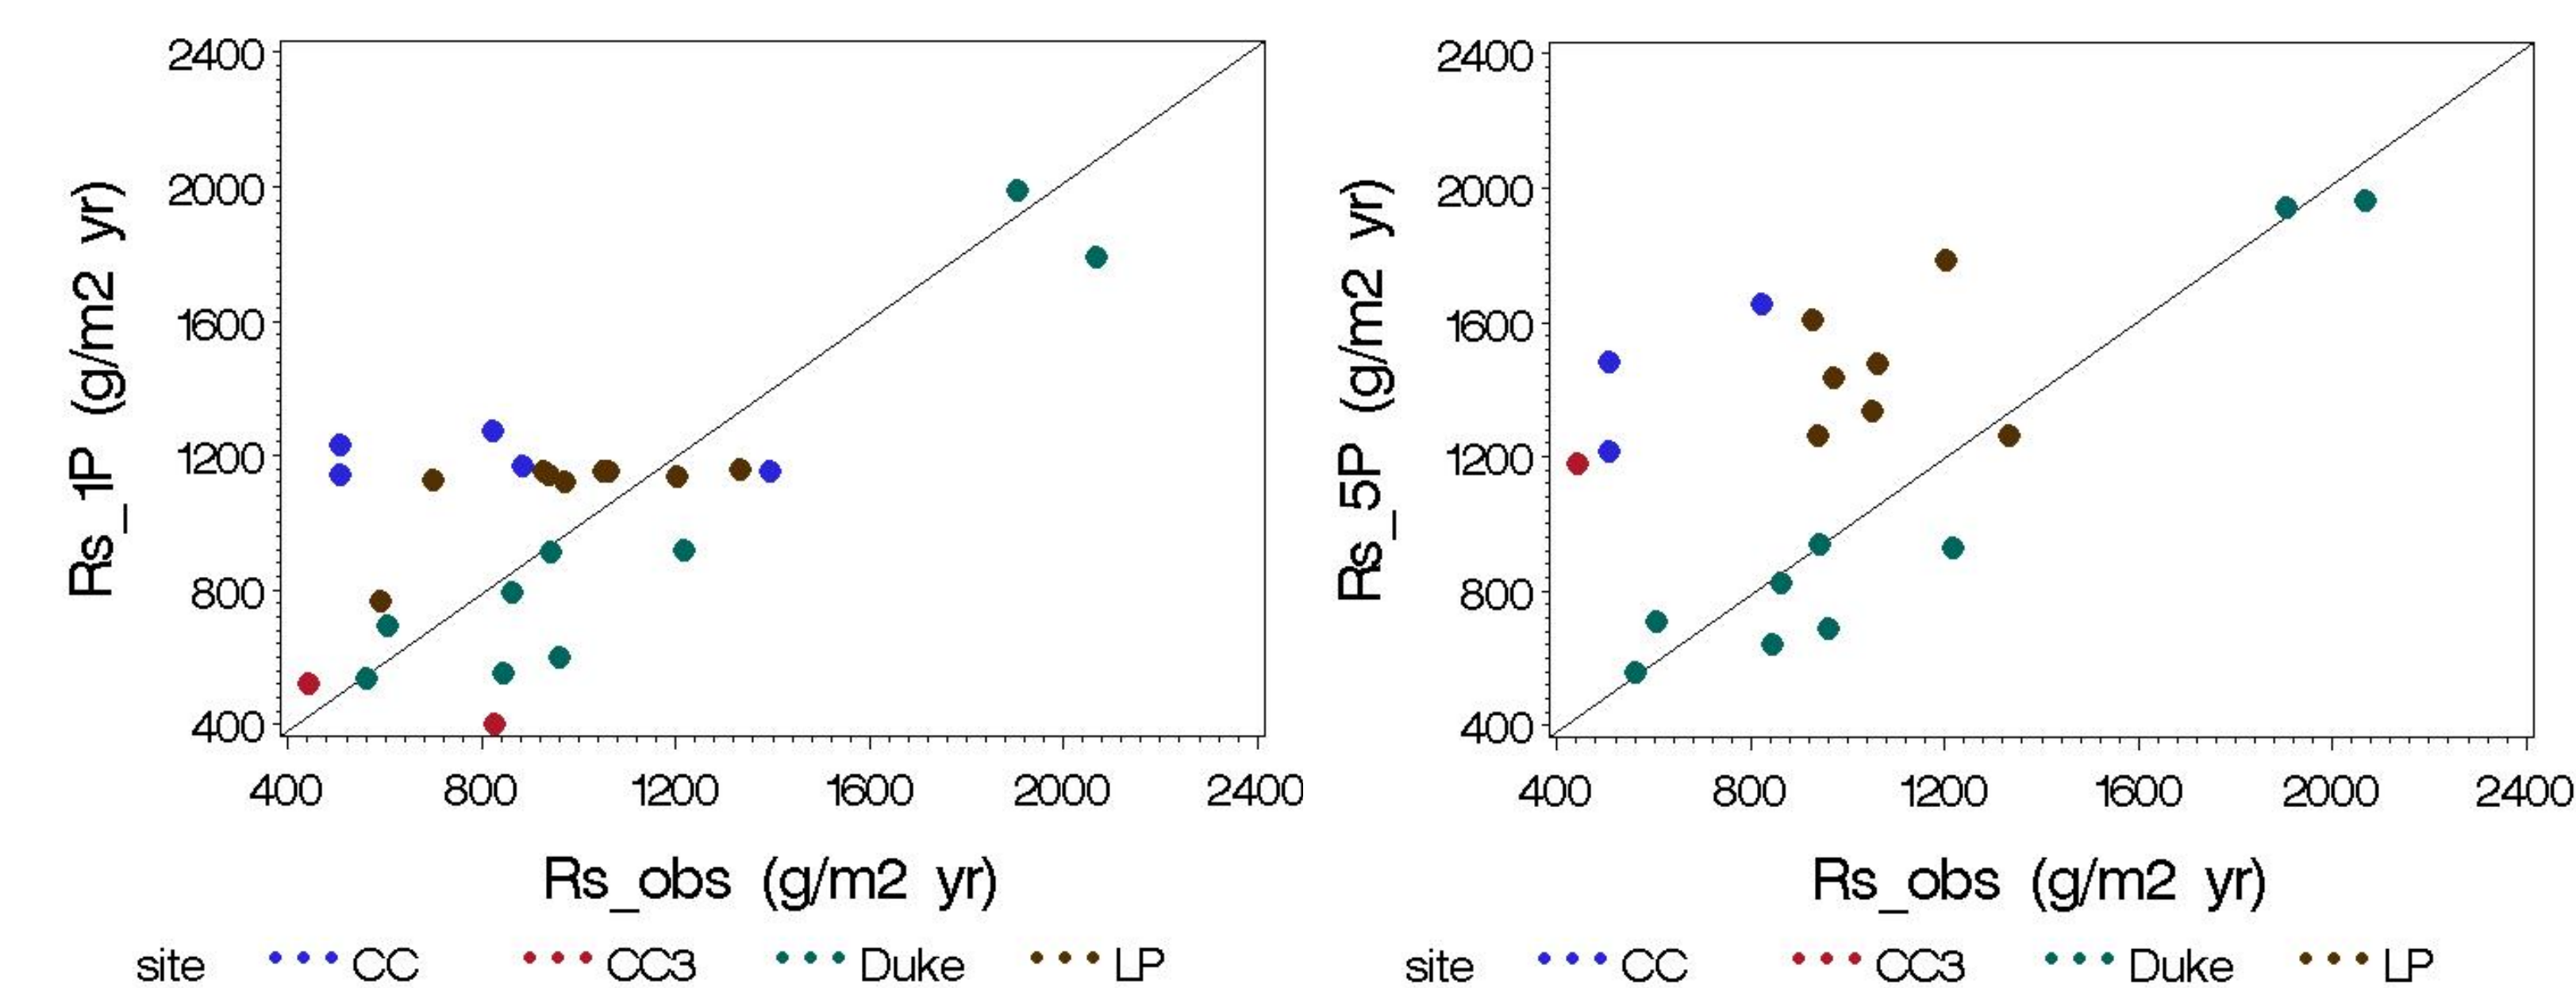 Rs_1P (g/m2 yr)
2400
2000
1600
1200
800
400
400 800 1200 1600 2000 2400
Rs_obs (g/m2 yr)
site CC CC3 Duke LP
Rs_5P (g/m2 yr)
2400
2000
1600
1200
800
400
400 800 1200 1600 2000 2400
Rs_obs (g/m2 yr)
site CC CC3 Duke LP